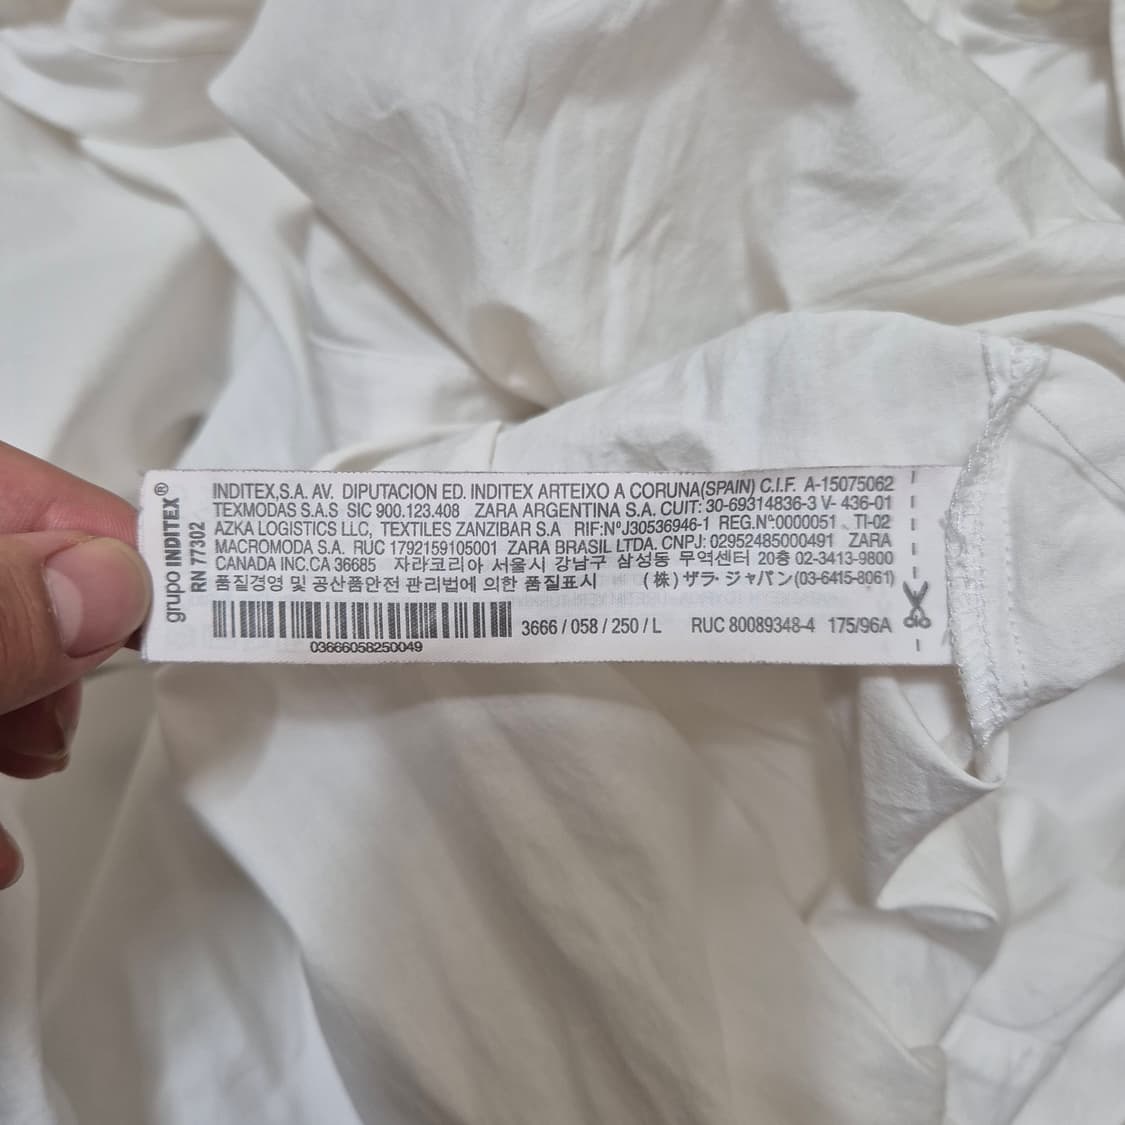 grupo INDITEX®
RN 77302
INDITEX,S.A. AV. DIPUTACION ED. INDITEX ARTEIXO A CORUNA(SPAIN) C.I.F. A-15075062
TEXMODAS S.A.S SIC 900.123.408 ZARA ARGENTINA S.A. CUIT: 30-69314836-3 V- 436-01
AZKA LOGISTICS LLC, TEXTILES ZANZIBAR S.A RIF:NºJ30536946-1 REG.Nº:0000051 TI-02
MACROMODA S.A. RUC 1792159105001 ZARA BRASIL LTDA. CNPJ: 02952485000491 ZARA
CANADA INC.CA 36685 자라코리아 서울시 강남구 삼성동 무역센터 20층 02-3413-9800
품질경영 및 공산품안전 관리법에 의한 품질표시 (株) ザラ・ジャパン(03-6415-8061)
3666 / 058 / 250 / L RUC 80089348-4 175/96A
03666058250049